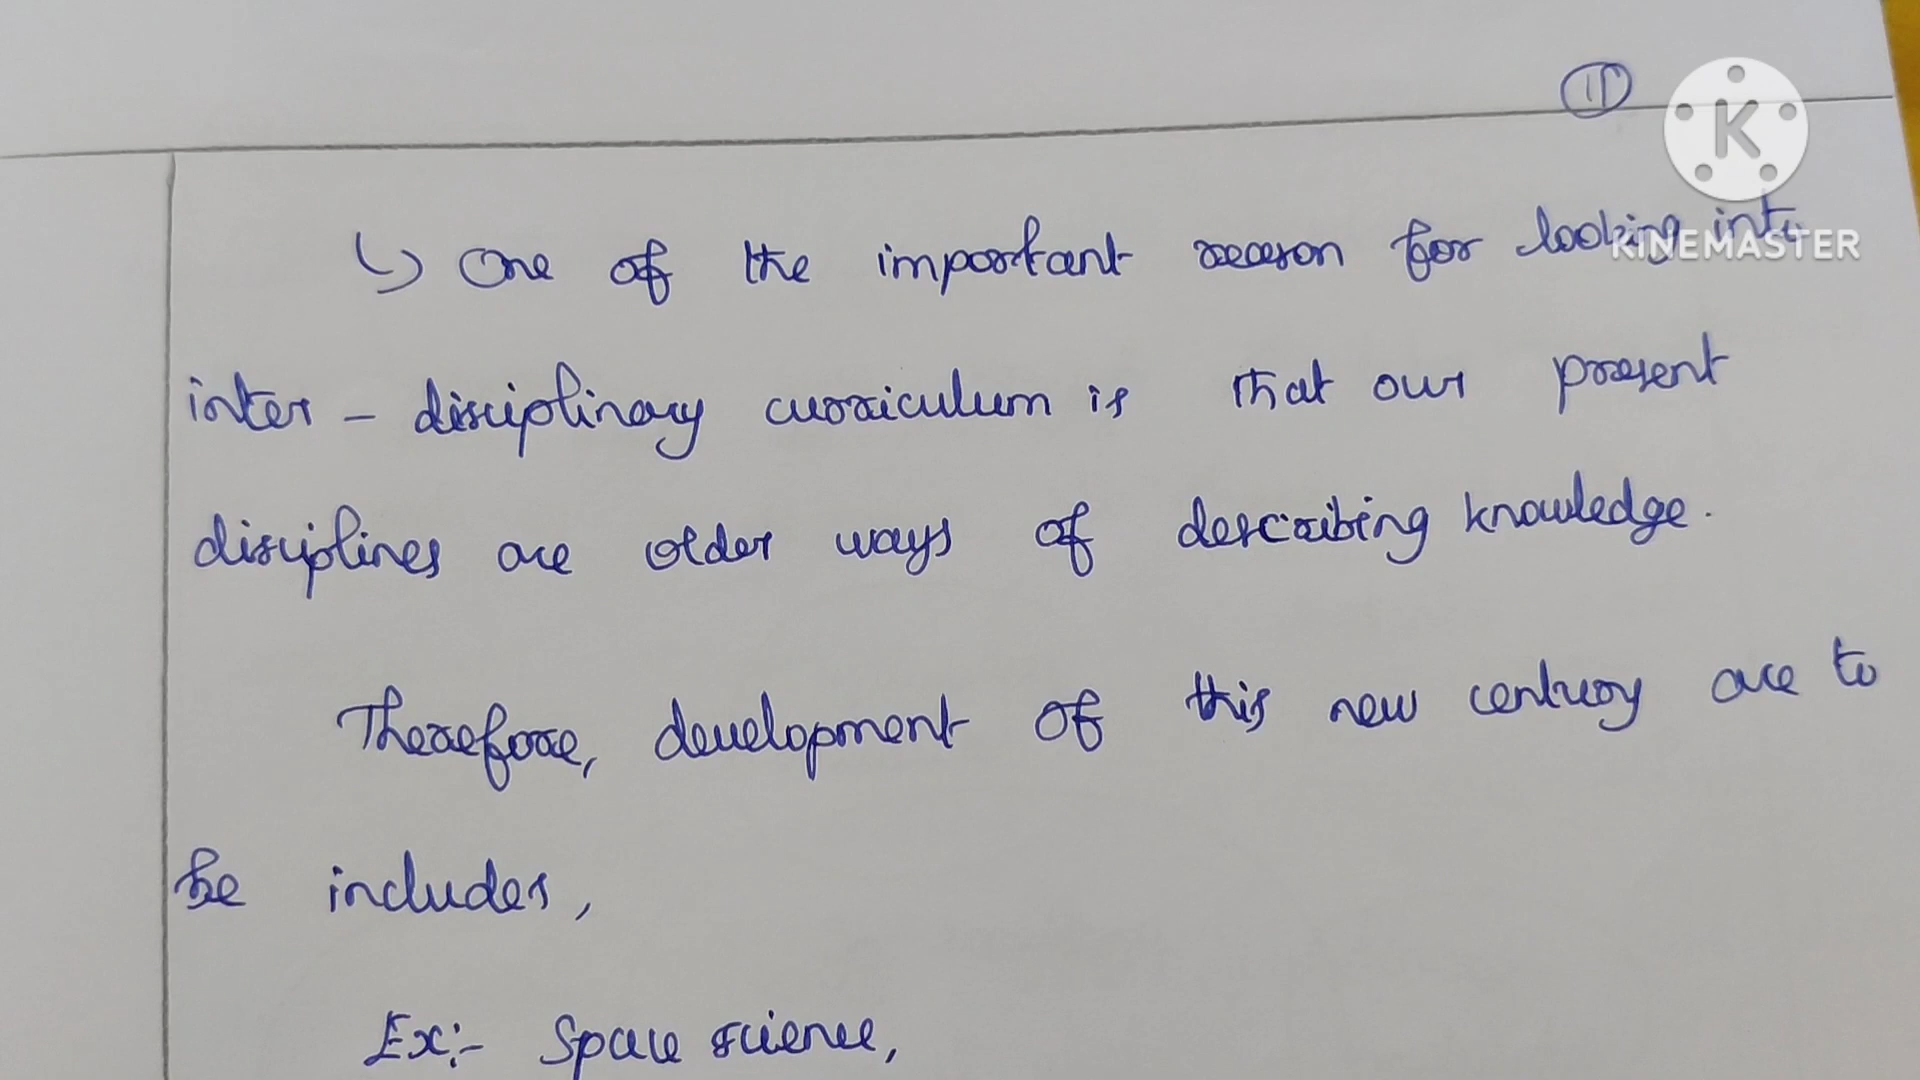 11
K
KINEMASTER
↳ One of the important reason for looking into
inter - disciplinary curriculum is that our present
disciplines are older ways of describing knowledge.
Therefore, development of this new century are to
be includes,
Ex:- Space science,